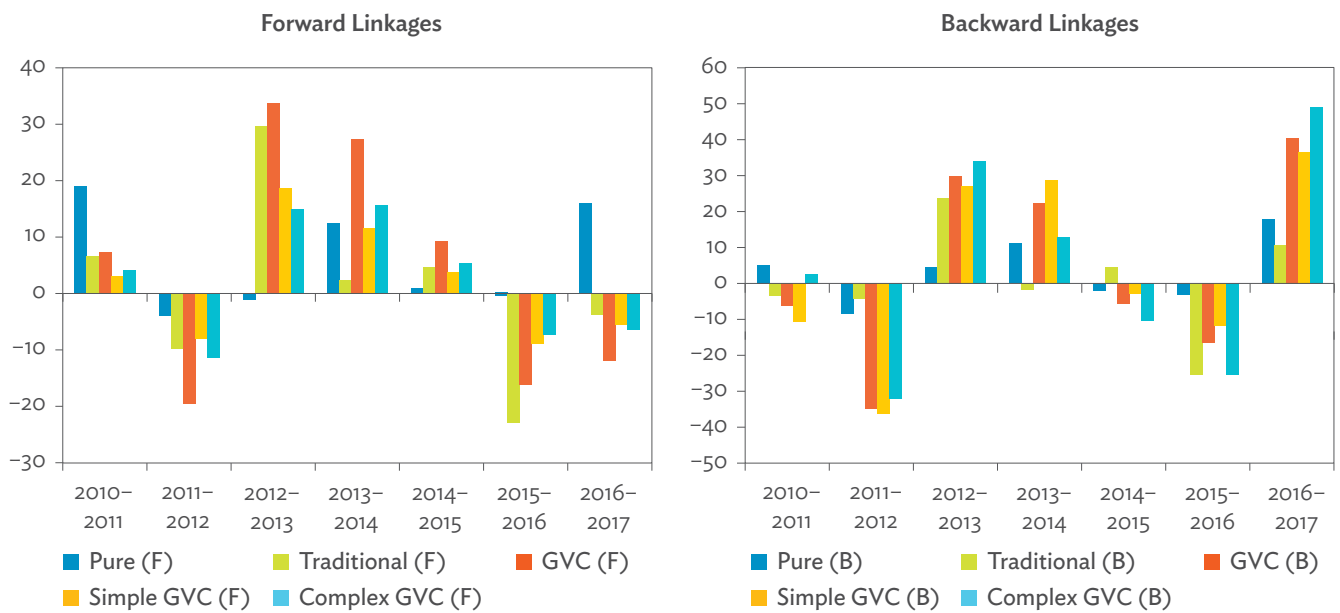 Forward Linkages
40
30
20
10
0
–10
–20
–30
2010– 2011– 2012– 2013– 2014– 2015– 2016–
2011 2012 2013 2014 2015 2016 2017
Pure (F) Traditional (F) GVC (F)
Simple GVC (F) Complex GVC (F)
Backward Linkages
60
50
40
30
20
10
0
–10
–20
–30
–40
–50
2010– 2011– 2012– 2013– 2014– 2015– 2016–
2011 2012 2013 2014 2015 2016 2017
Pure (B) Traditional (B) GVC (B)
Simple GVC (B) Complex GVC (B)